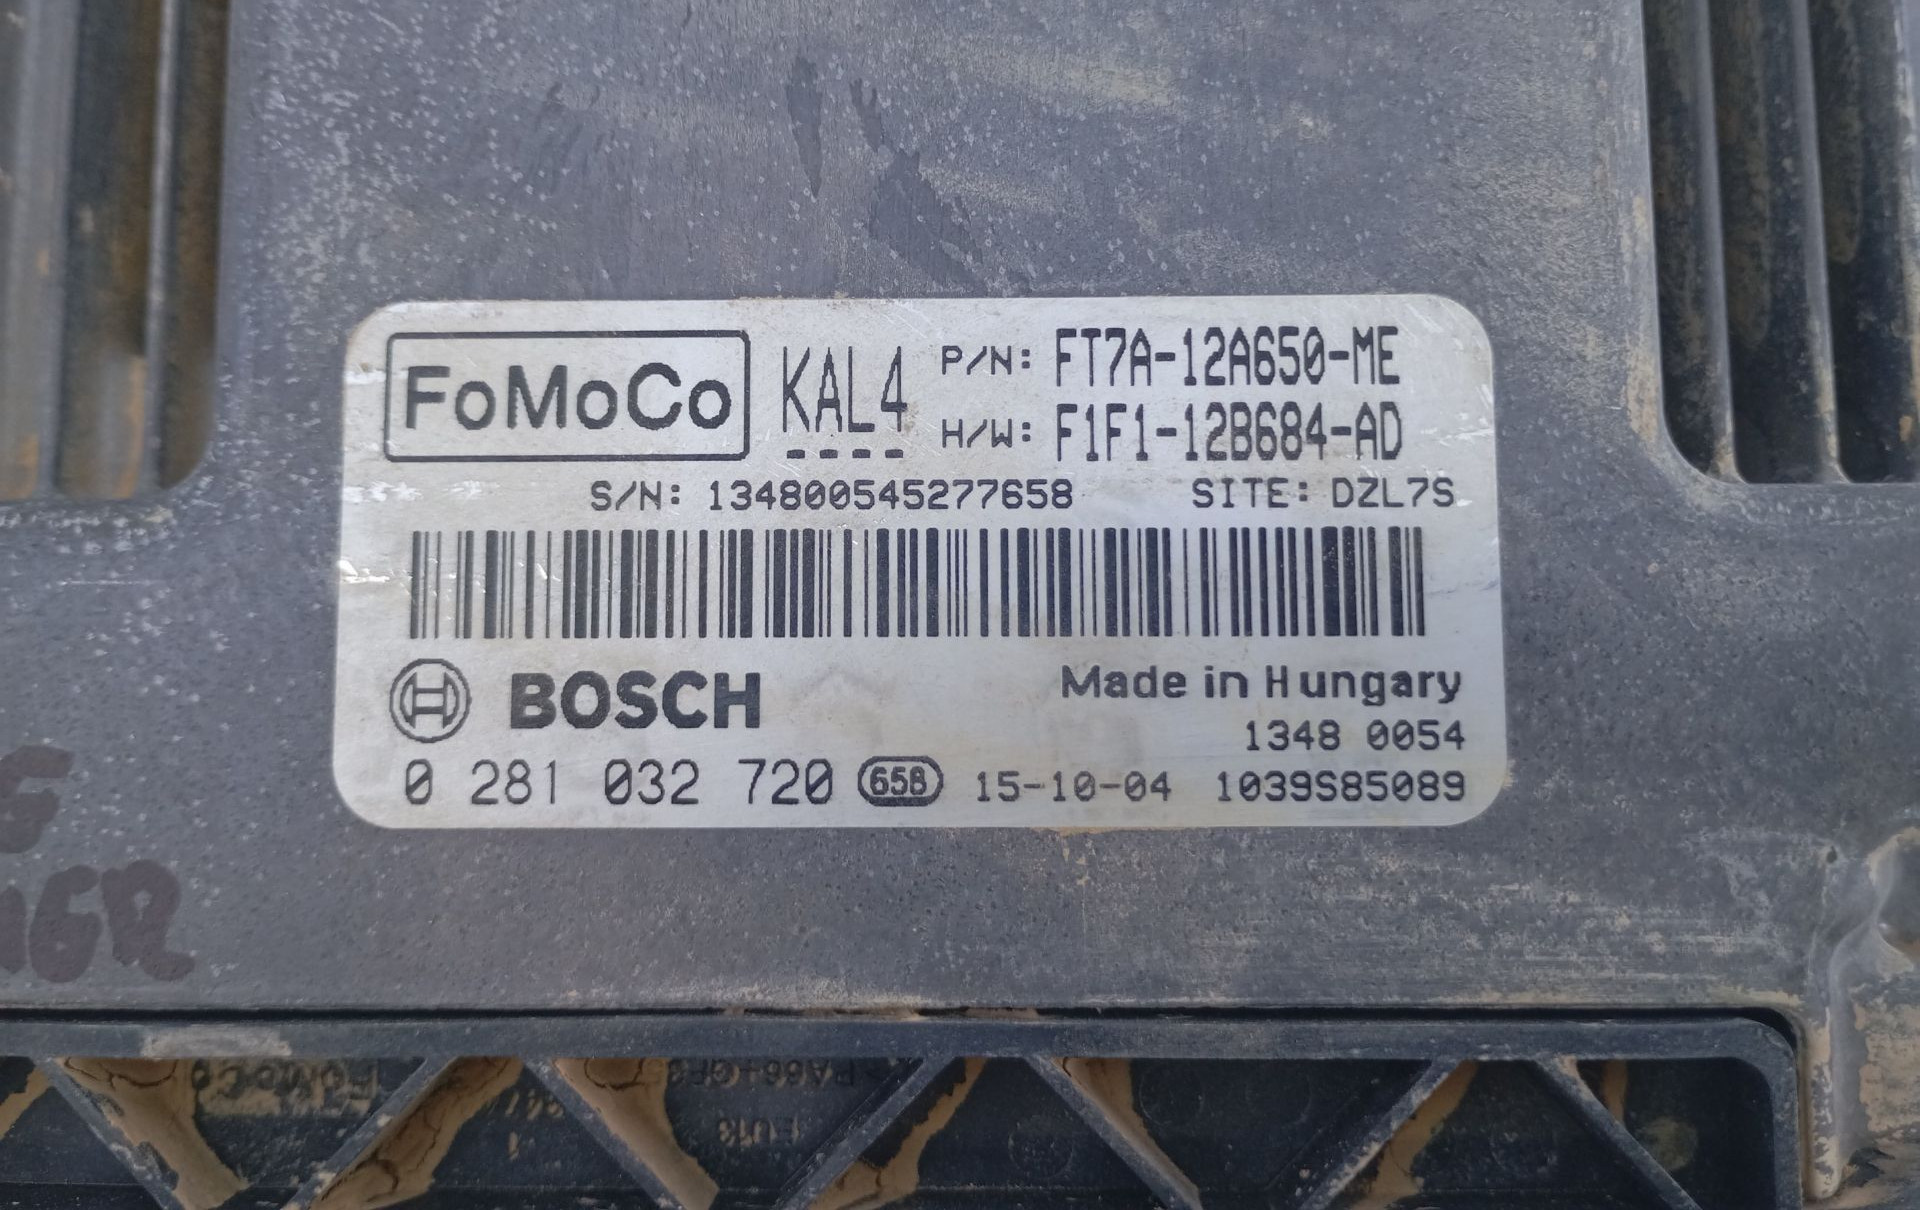 FoMoCo KAL4 P/N: FT7A-12A650-ME
H/W: F1F1-12B684-AD
S/N: 134800545277658 SITE: DZL7S
BOSCH Made in Hungary
1348 0054
0 281 032 720 658 15-10-04 1039S85089
FoMoCo